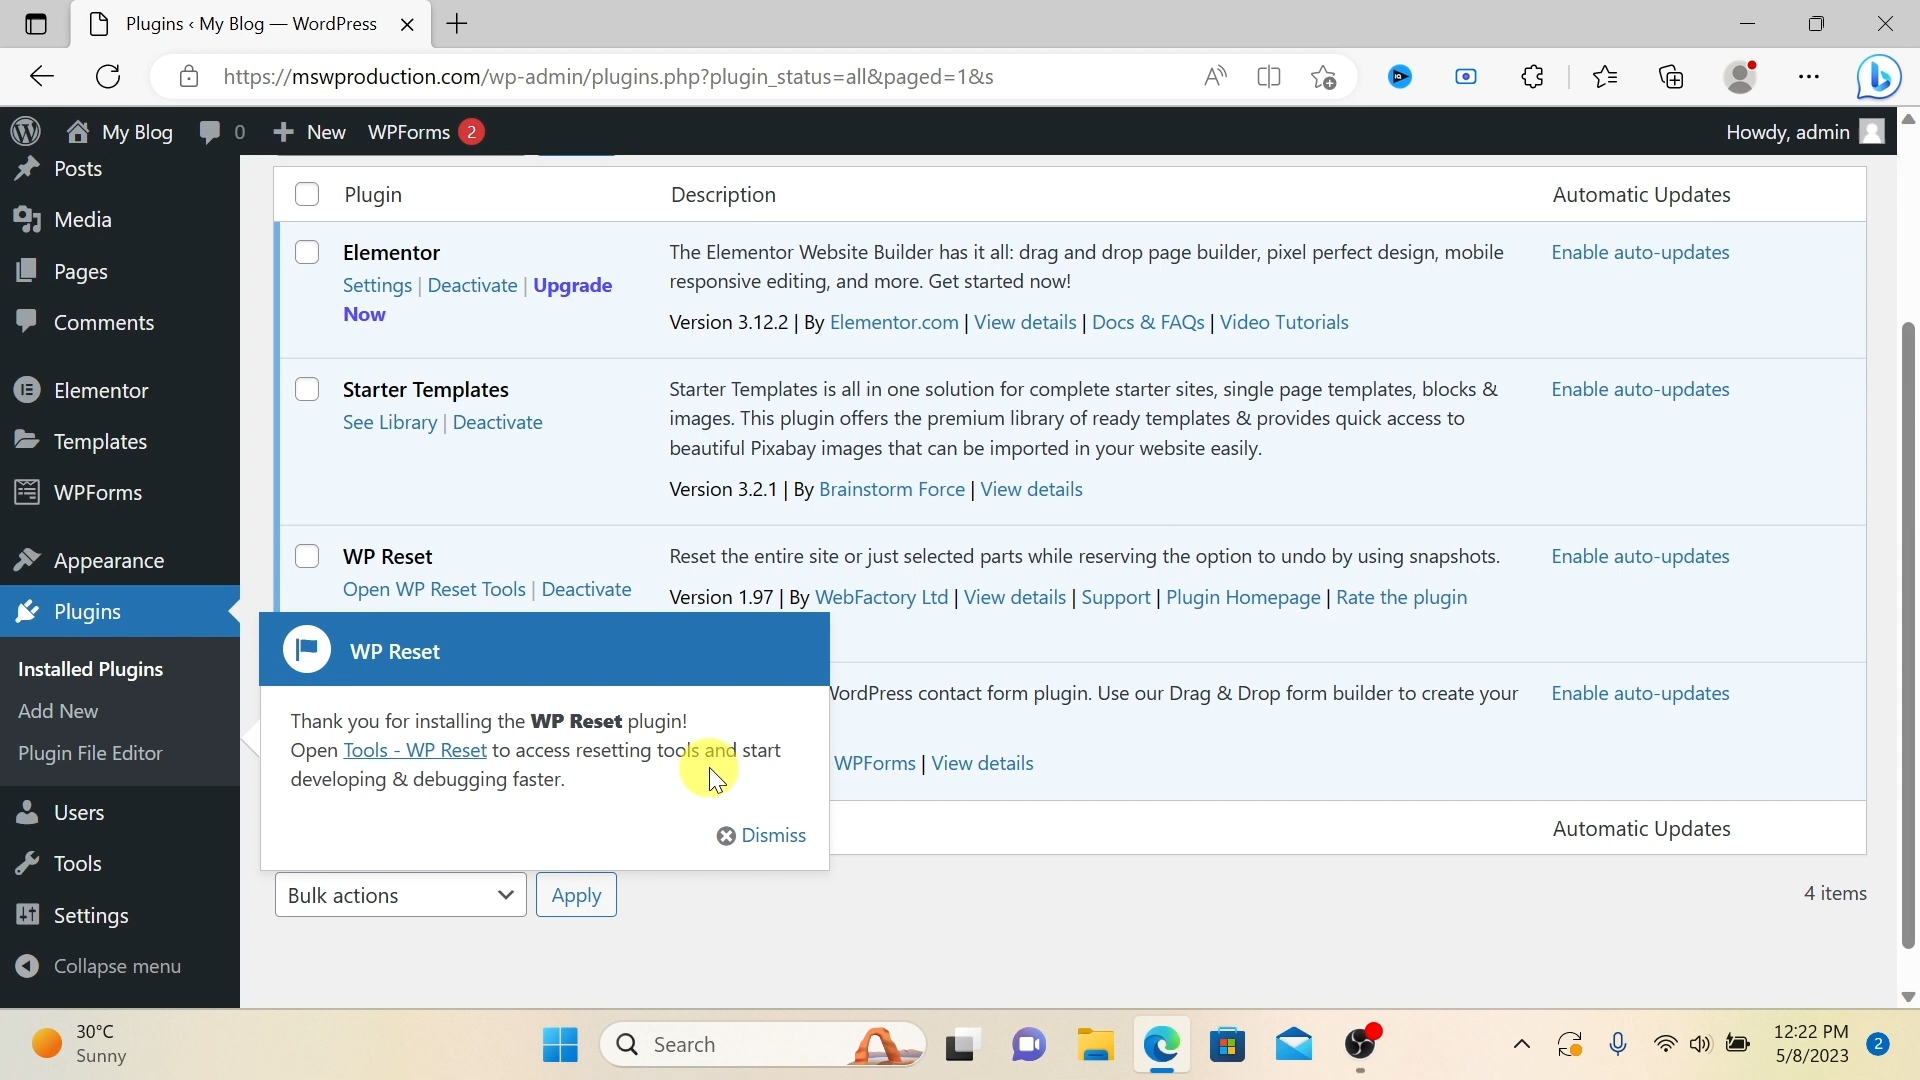 Plugins ‹ My Blog — WordPress
https://mswproduction.com/wp-admin/plugins.php?plugin_status=all&paged=1&s
My Blog 0 New WPForms 2 Howdy, admin
Posts
Media
Pages
Comments
Elementor
Templates
WPForms
Appearance
Plugins
Installed Plugins
Add New
Plugin File Editor
Users
Tools
Settings
Collapse menu
Plugin Description Automatic Updates
Elementor
Settings | Deactivate | Upgrade
Now
The Elementor Website Builder has it all: drag and drop page builder, pixel perfect design, mobile
responsive editing, and more. Get started now!
Version 3.12.2 | By Elementor.com | View details | Docs & FAQs | Video Tutorials
Enable auto-updates
Starter Templates
See Library | Deactivate
Starter Templates is all in one solution for complete starter sites, single page templates, blocks &
images. This plugin offers the premium library of ready templates & provides quick access to
beautiful Pixabay images that can be imported in your website easily.
Version 3.2.1 | By Brainstorm Force | View details
Enable auto-updates
WP Reset
Open WP Reset Tools | Deactivate
Reset the entire site or just selected parts while reserving the option to undo by using snapshots.
Version 1.97 | By WebFactory Ltd | View details | Support | Plugin Homepage | Rate the plugin
Enable auto-updates
WP Reset
Thank you for installing the WP Reset plugin!
Open Tools - WP Reset to access resetting tools and start
developing & debugging faster.
Dismiss
WordPress contact form plugin. Use our Drag & Drop form builder to create your
WPForms | View details
Enable auto-updates
Automatic Updates
Bulk actions Apply 4 items
30°C
Sunny
Search
12:22 PM
5/8/2023
2